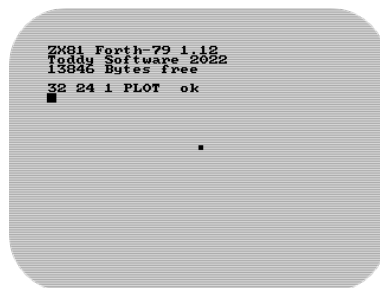 ZX81 Forth-79 1.12
Toddy Software 2022
13846 Bytes free
32 24 1 PLOT  ok